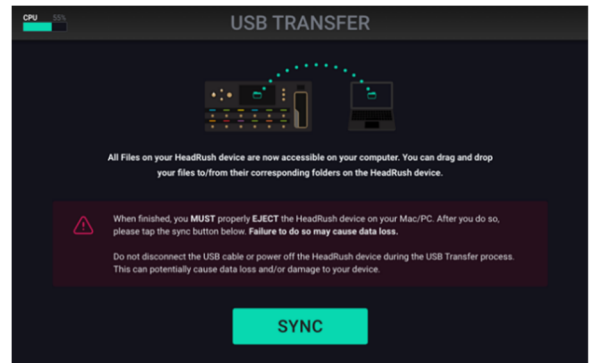 CPU 55%
USB TRANSFER
All Files on your HeadRush device are now accessible on your computer. You can drag and drop
your files to/from their corresponding folders on the HeadRush device.
When finished, you MUST properly EJECT the HeadRush device on your Mac/PC. After you do so,
please tap the sync button below. Failure to do so may cause data loss.
Do not disconnect the USB cable or power off the HeadRush device during the USB Transfer process.
This can potentially cause data loss and/or damage to your device.
SYNC